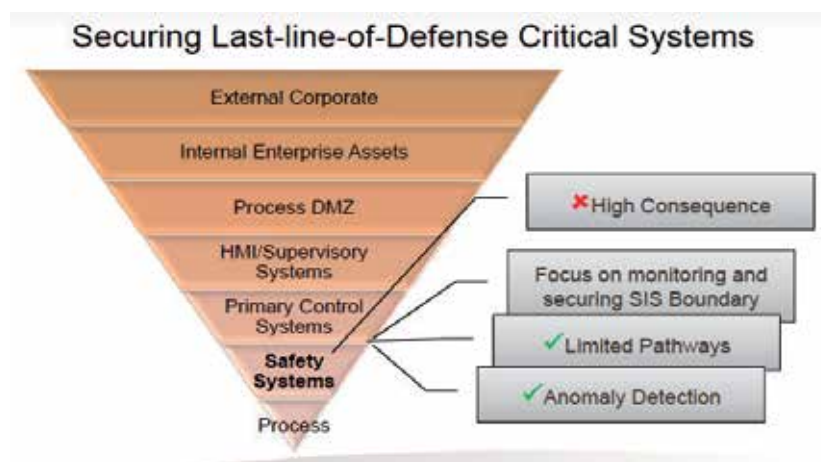 Securing Last-line-of-Defense Critical Systems
External Corporate
Internal Enterprise Assets
Process DMZ
HMI/Supervisory
Systems
Primary Control
Systems
Safety
Systems
Process
High Consequence
Focus on monitoring and
securing SIS Boundary
Limited Pathways
Anomaly Detection